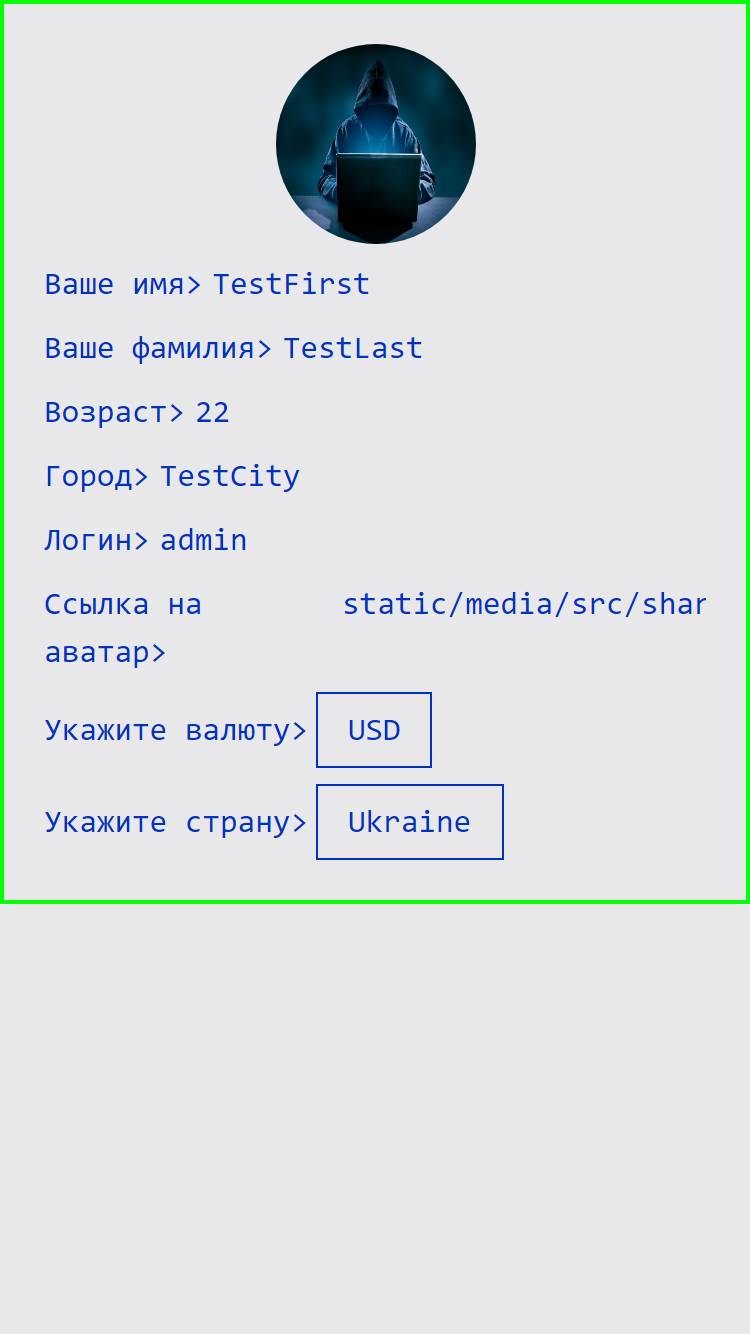 Ваше имя> TestFirst
Ваше фамилия> TestLast
Возраст> 22
Город> TestCity
Логин> admin
Ссылка на static/media/src/shar
аватар>
Укажите валюту> USD
Укажите страну> Ukraine